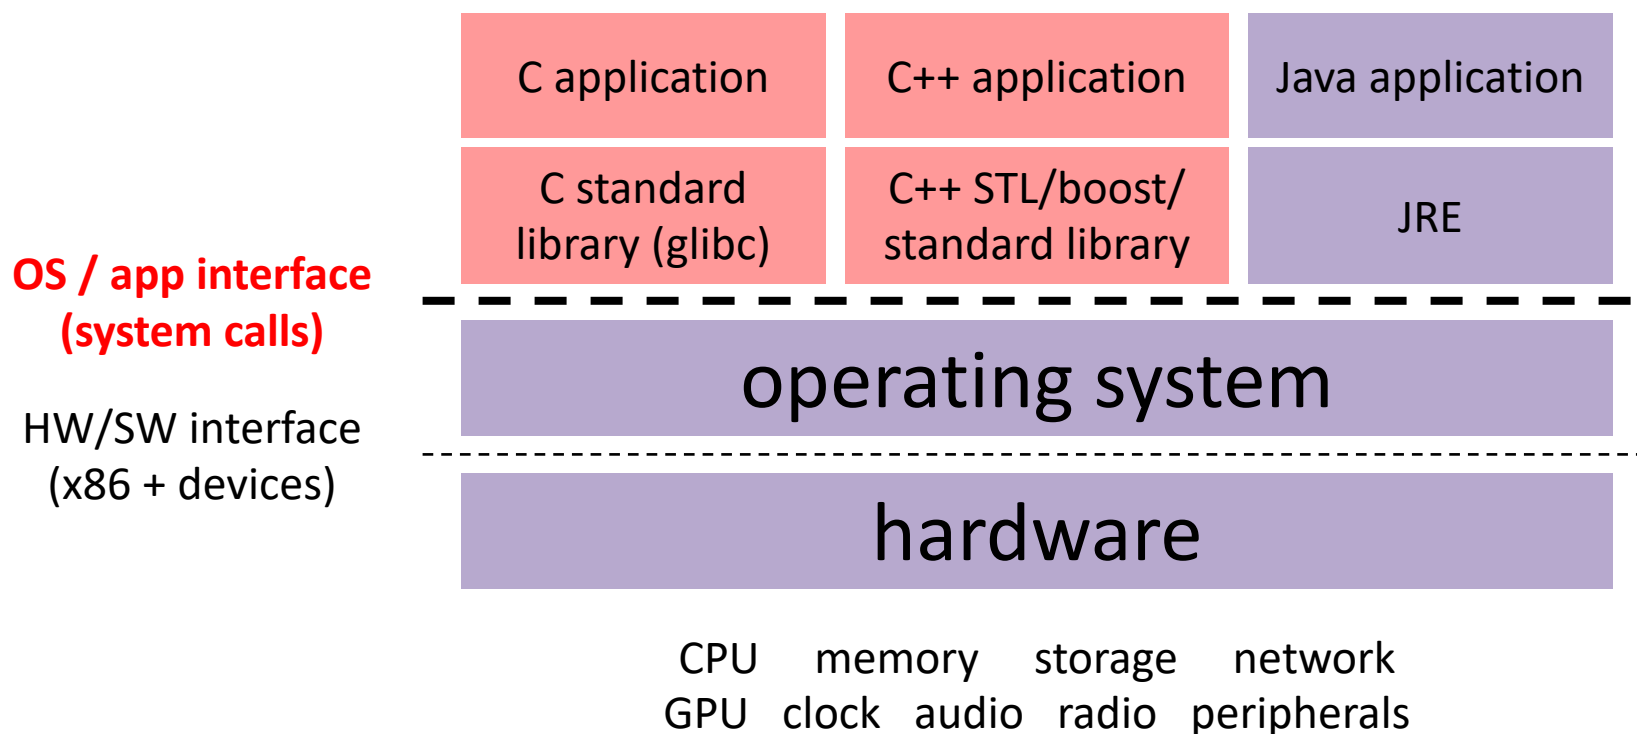 C application
C++ application
Java application
C standard
library (glibc)
C++ STL/boost/
standard library
JRE
OS / app interface
(system calls)
operating system
HW/SW interface
(x86 + devices)
hardware
CPU memory storage network
GPU clock audio radio peripherals